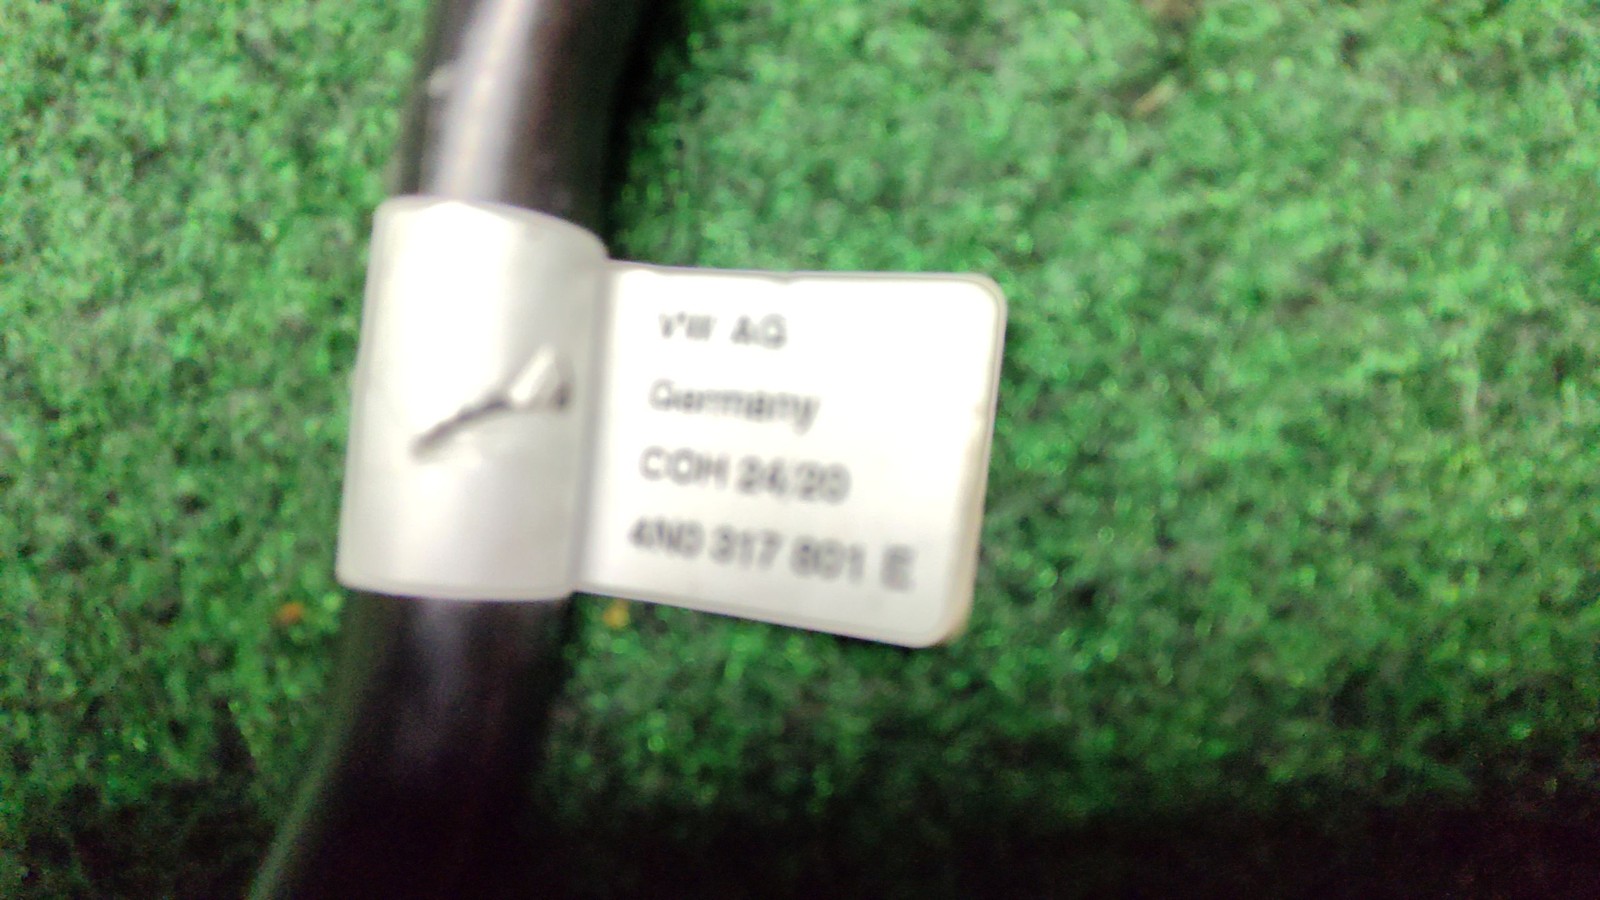 VW AG
Germany
COH 24/20
4N0 317 801 E